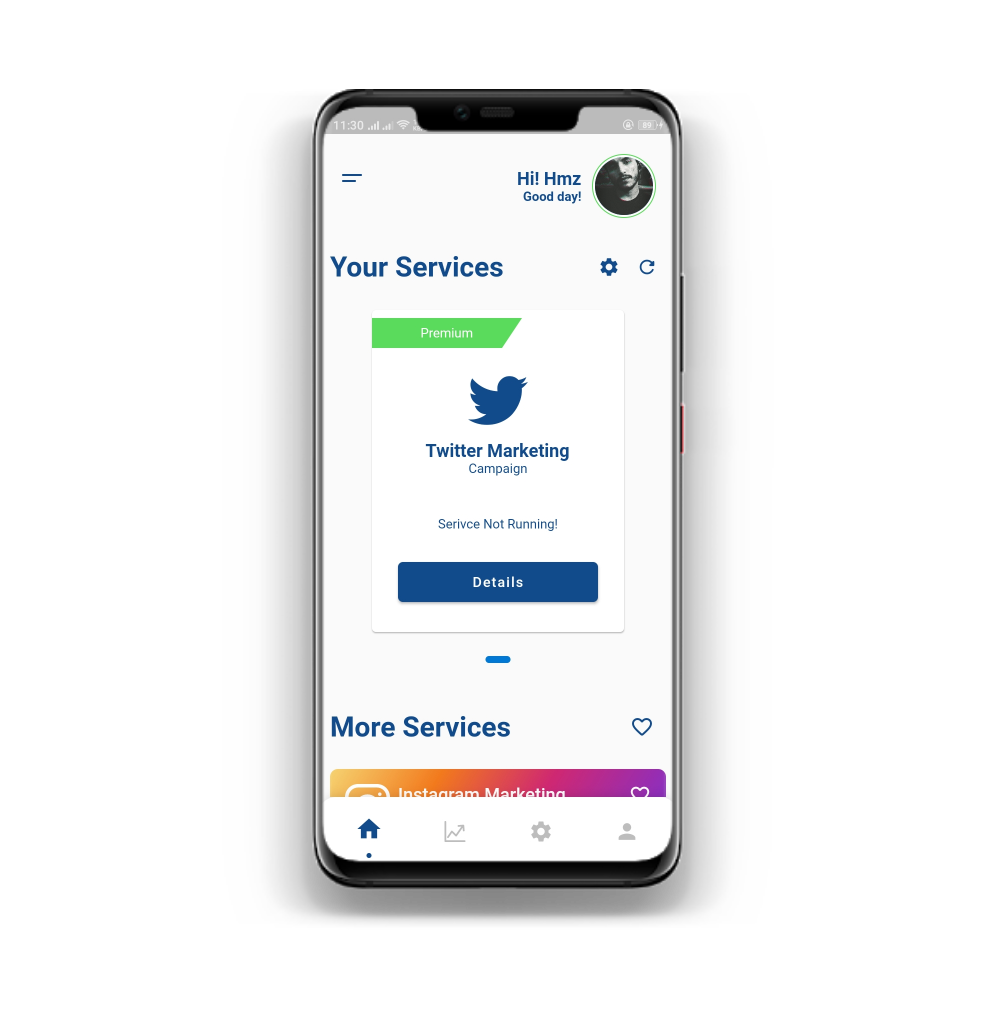 11:30
89
Hi! Hmz
Good day!
Your Services
Premium
Twitter Marketing
Campaign
Serivce Not Running!
Details
More Services
Instagram Marketing